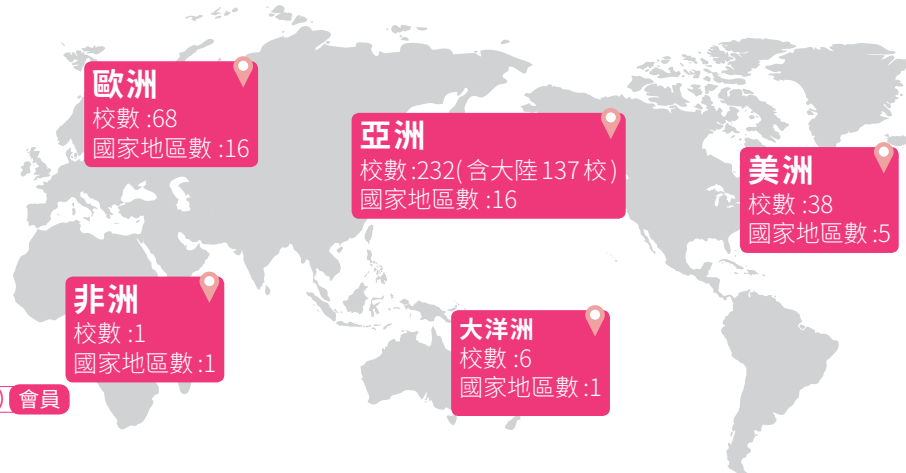 歐洲
校數:68
國家地區數:16
亞洲
校數:232(含大陸137校)
國家地區數:16
美洲
校數:38
國家地區數:5
非洲
校數:1
國家地區數:1
大洋洲
校數:6
國家地區數:1
會員